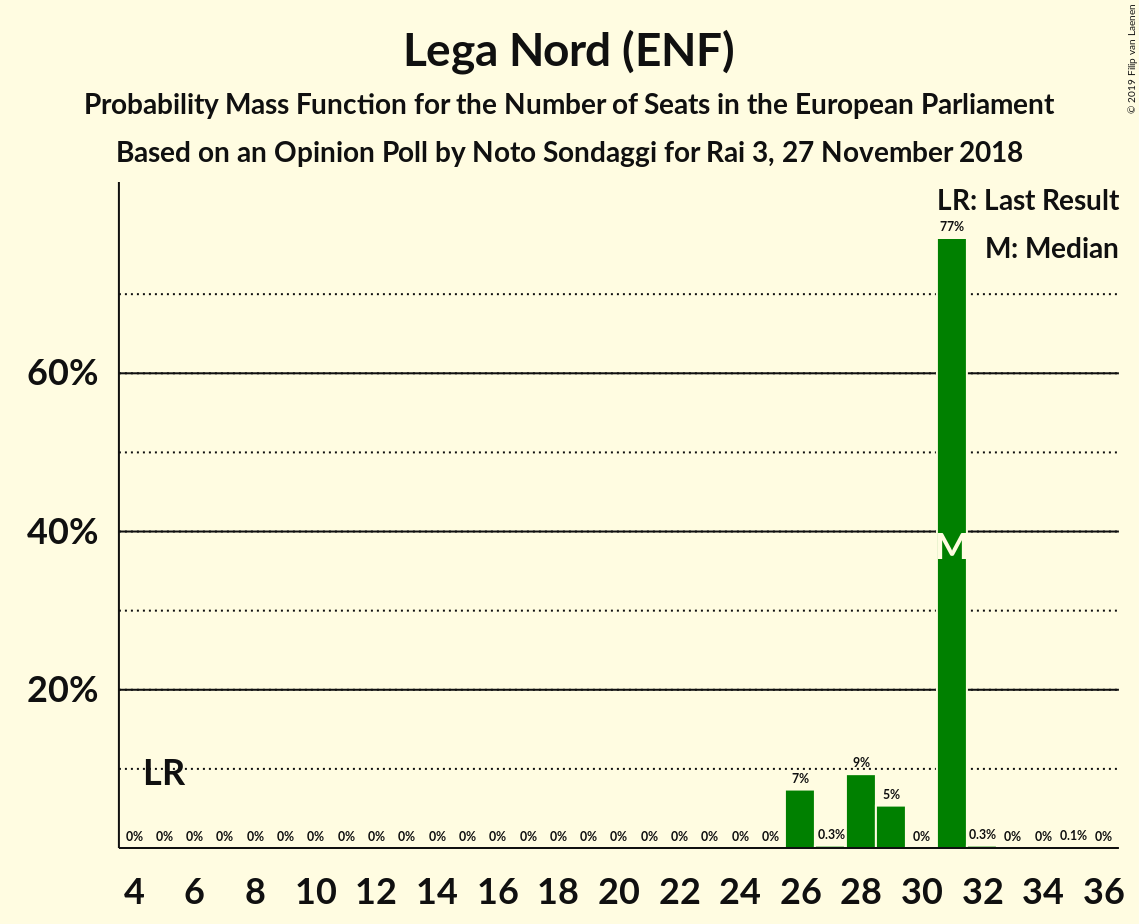 Lega Nord (ENF)
Probability Mass Function for the Number of Seats in the European Parliament
Based on an Opinion Poll by Noto Sondaggi for Rai 3, 27 November 2018
© 2019 Filip van Laenen
LR: Last Result
M: Median
77%
60%
40%
M
20%
LR
0% 0% 0% 0% 0% 0% 0% 0% 0% 0% 0% 0% 0% 0% 0% 0% 0% 0% 0% 0% 0% 0% 7% 0.3% 9% 5% 0% 0.3% 0% 0% 0.1% 0%
4 6 8 10 12 14 16 18 20 22 24 26 28 30 32 34 36